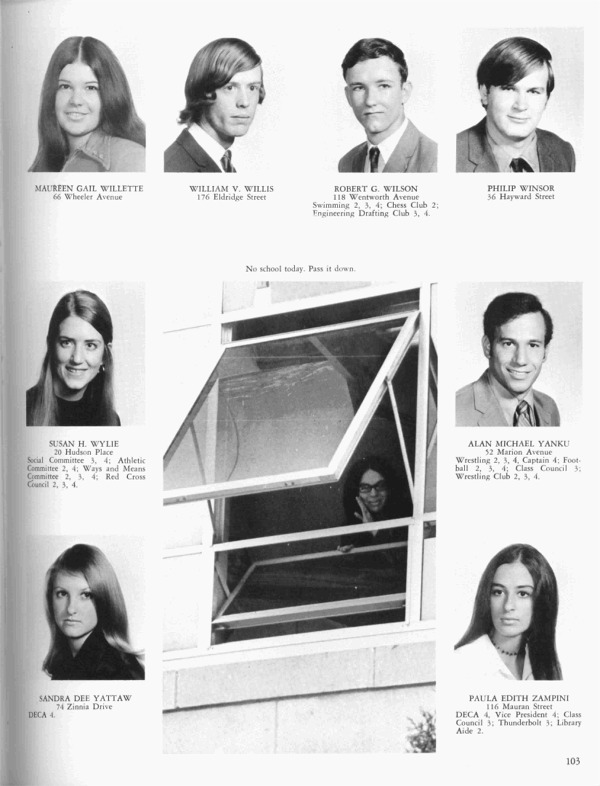 MAUREEN GAIL WILLETTE
66 Wheeler Avenue
WILLIAM V. WILLIS
176 Eldridge Street
ROBERT G. WILSON
118 Wentworth Avenue
Swimming 2, 3, 4; Chess Club 2;
Engineering Drafting Club 3, 4.
PHILIP WINSOR
36 Hayward Street
No school today. Pass it down.
SUSAN H. WYLIE
20 Hudson Place
Social Committee 3, 4; Athletic
Committee 2, 4; Ways and Means
Committee 2, 3, 4; Red Cross
Council 2, 3, 4.
ALAN MICHAEL YANKU
52 Marion Avenue
Wrestling 2, 3, 4, Captain 4; Foot-
ball 2, 3, 4; Class Council 3;
Wrestling Club 2, 3, 4.
SANDRA DEE YATTAW
74 Zinnia Drive
DECA 4.
PAULA EDITH ZAMPINI
116 Mauran Street
DECA 4, Vice President 4; Class
Council 3; Thunderbolt 3; Library
Aide 2.
103